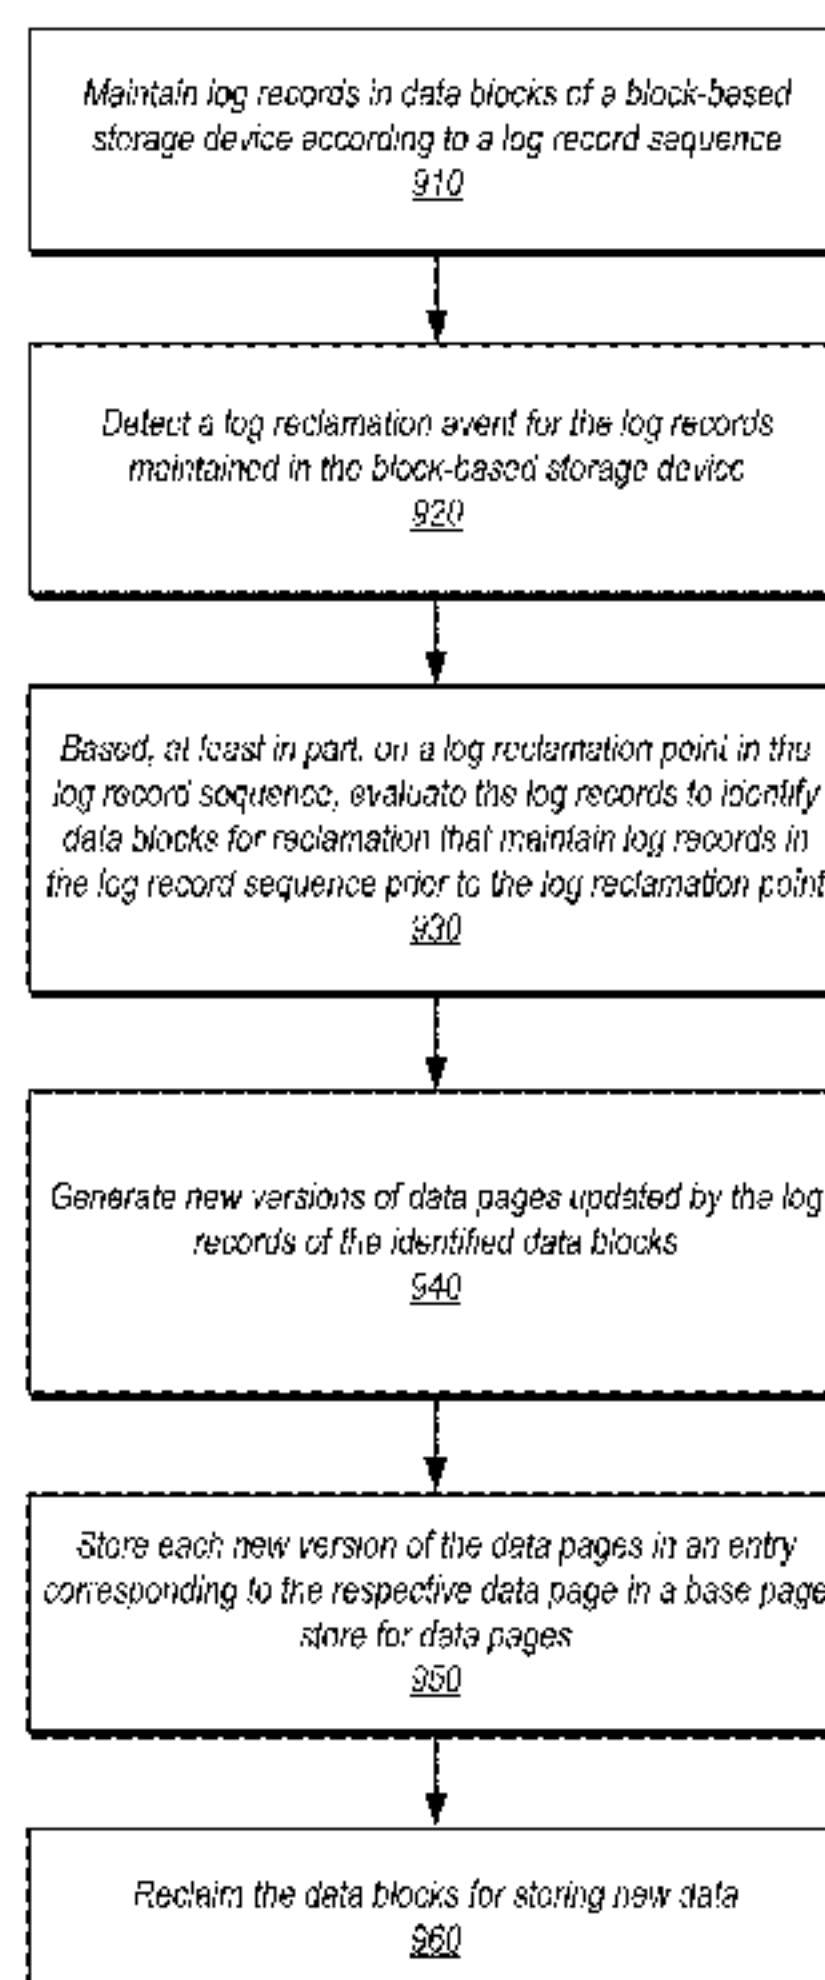 Maintain log records in data blocks of a block-based
storage device according to a log record sequence
910
Detect a log reclamation event for the log records
maintained in the block-based storage device
920
Based, at least in part, on a log reclamation point in the
log record sequence, evaluate the log records to identify
data blocks for reclamation that maintain log records in
the log record sequence prior to the log reclamation point
930
Generate new versions of data pages updated by the log
records of the identified data blocks
940
Store each new version of the data pages in an entry
corresponding to the respective data page in a base page
store for data pages
950
Reclaim the data blocks for storing new data
960